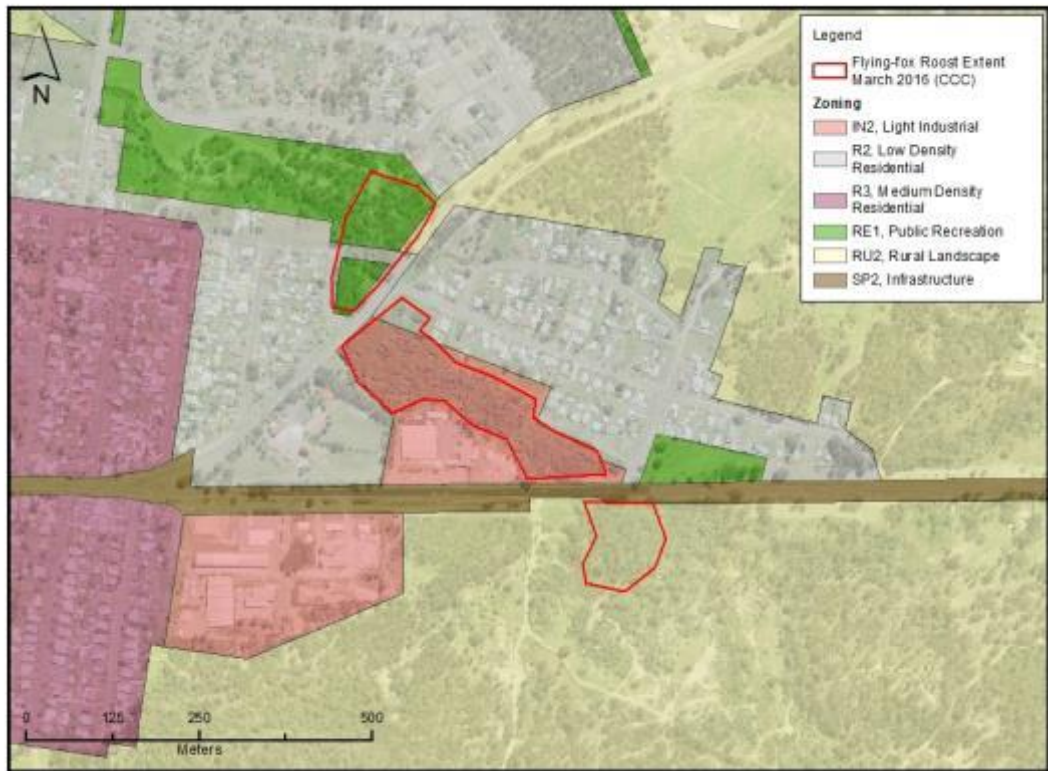 Legend
Flying-fox Roost Extent
March 2016 (CCC)
Zoning
IN2, Light Industrial
R2, Low Density
Residential
R3, Medium Density
Residential
RE1, Public Recreation
RU2, Rural Landscape
SP2, Infrastructure
N
0 125 250 500
Meters